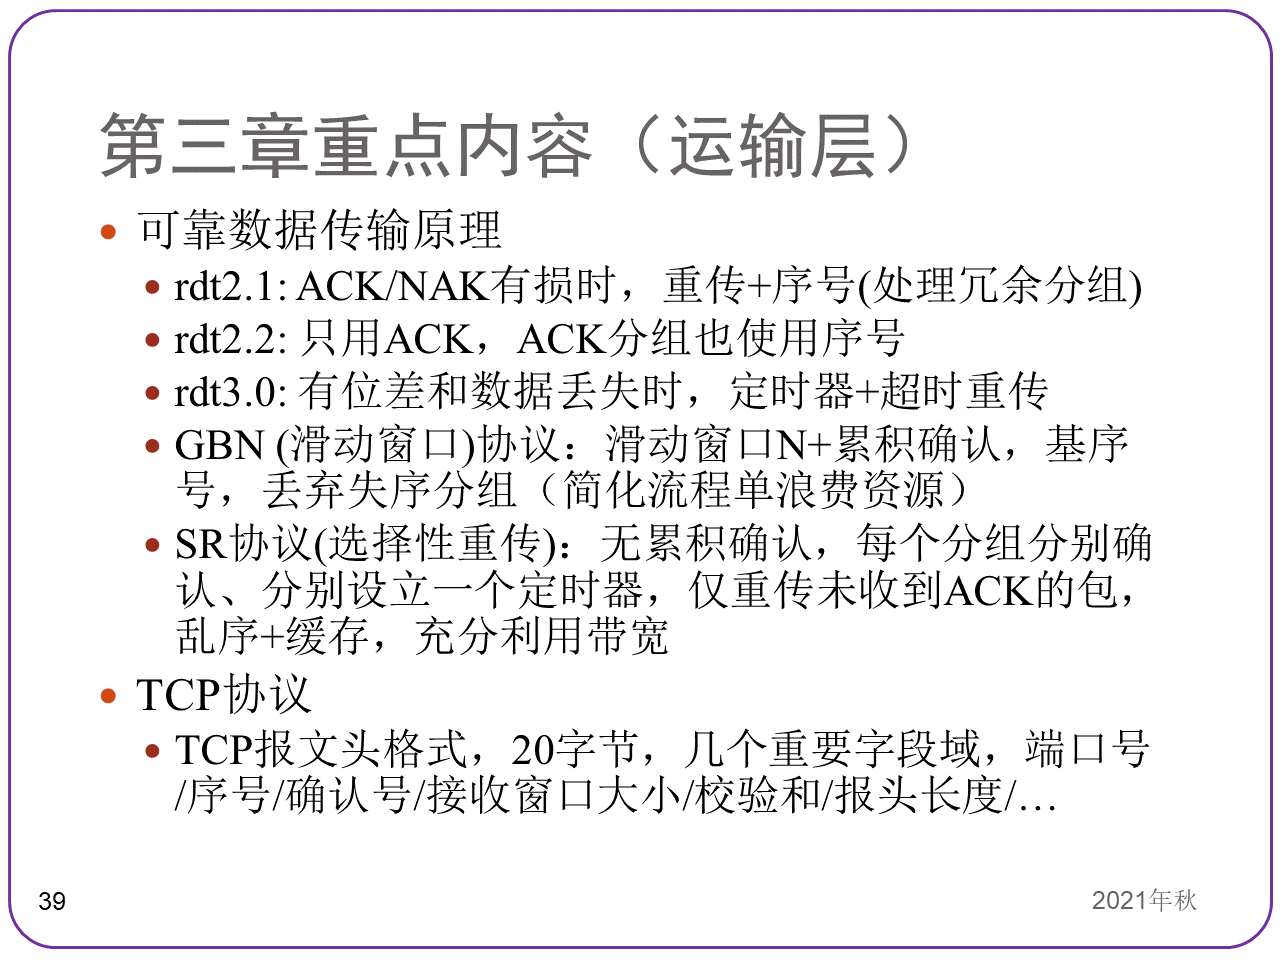 第三章重点内容（运输层）
• 可靠数据传输原理
• rdt2.1: ACK/NAK有损时，重传+序号(处理冗余分组)
• rdt2.2: 只用ACK，ACK分组也使用序号
• rdt3.0: 有位差和数据丢失时，定时器+超时重传
• GBN (滑动窗口)协议：滑动窗口N+累积确认，基序
号，丢弃失序分组（简化流程单浪费资源）
• SR协议(选择性重传)：无累积确认，每个分组分别确
认、分别设立一个定时器，仅重传未收到ACK的包，
乱序+缓存，充分利用带宽
• TCP协议
• TCP报文头格式，20字节，几个重要字段域，端口号
/序号/确认号/接收窗口大小/校验和/报头长度/…
39
2021年秋